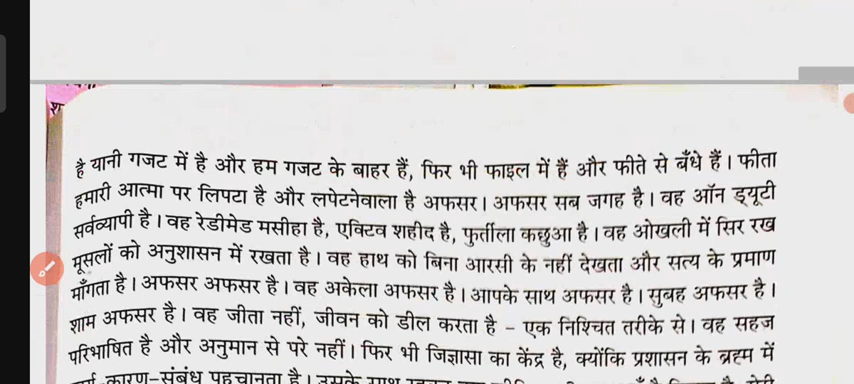 है यानी गजट में है और हम गजट के बाहर हैं, फिर भी फाइल में हैं और फीते से बँधे हैं। फीता
हमारी आत्मा पर लिपटा है और लपेटनेवाला है अफसर। अफसर सब जगह है। वह ऑन ड्यूटी
सर्वव्यापी है। वह रेडीमेड मसीहा है, एक्टिव शहीद है, फुर्तीला कछुआ है। वह ओखली में सिर रख
मूसलों को अनुशासन में रखता है। वह हाथ को बिना आरसी के नहीं देखता और सत्य के प्रमाण
माँगता है। अफसर अफसर है। वह अकेला अफसर है। आपके साथ अफसर है। सुबह अफसर है।
शाम अफसर है। वह जीता नहीं, जीवन को डील करता है – एक निश्चित तरीके से। वह सहज
परिभाषित है और अनुमान से परे नहीं। फिर भी जिज्ञासा का केंद्र है, क्योंकि प्रशासन के ब्रह्म में
कारण-संबंध पहचानता है। उसके साथ